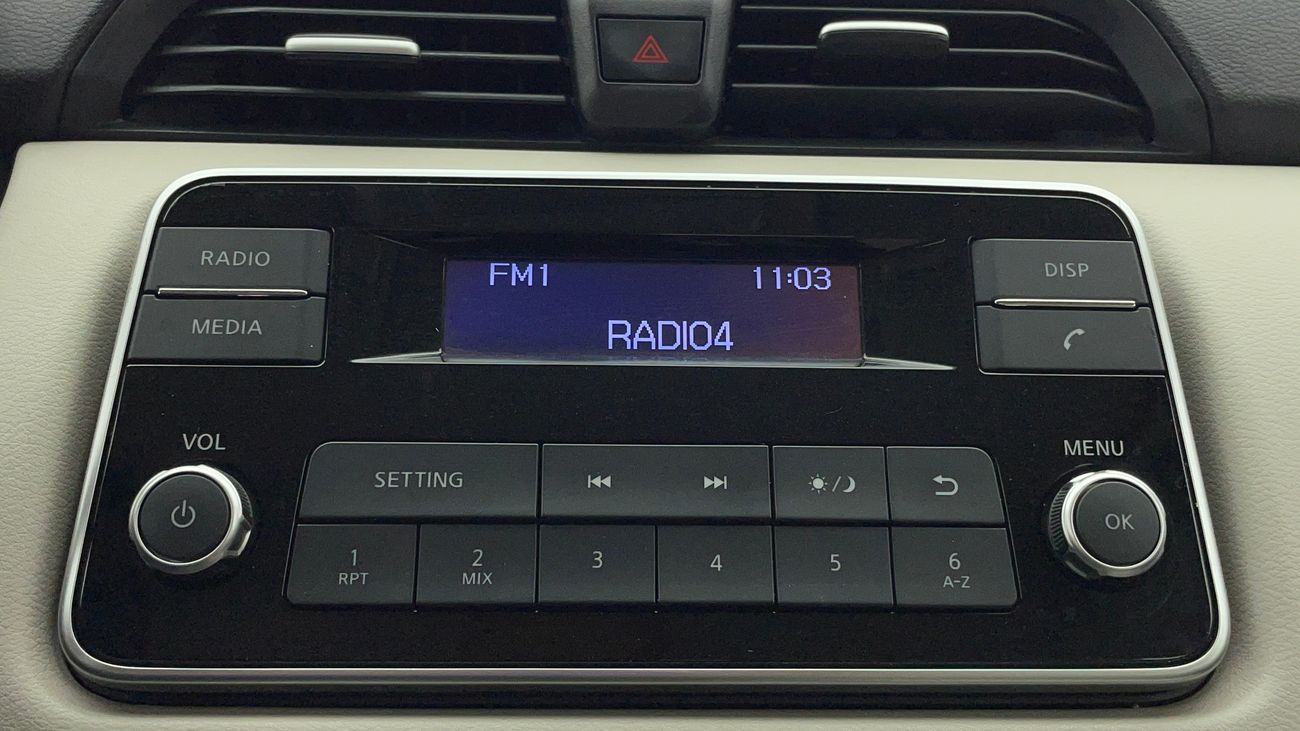 FM1 11:03
RADIO4
RADIO
MEDIA
DISP
VOL
MENU
SETTING
OK
1
RPT
2
MIX
3
4
5
6
A-Z